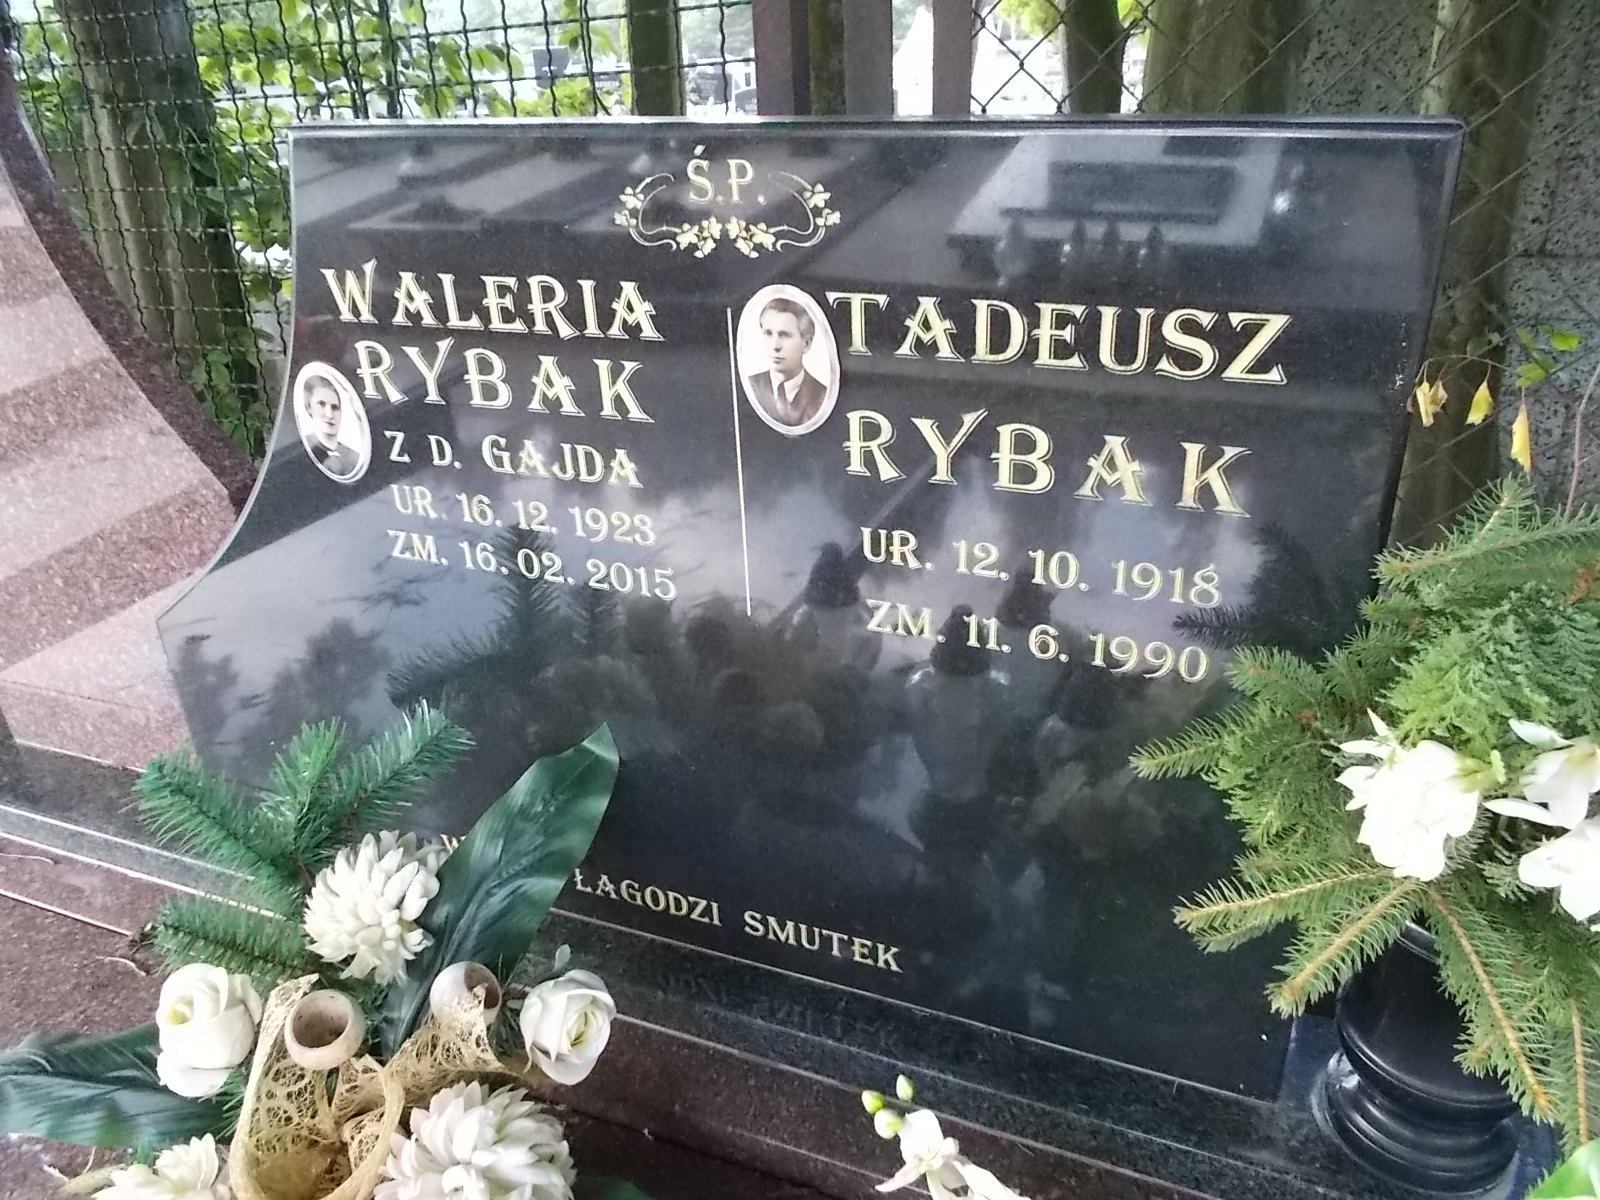 Ś.P.
WALERIA
RYBAK
Z D. GAJDA
UR. 16. 12. 1923
ZM. 16. 02. 2015
TADEUSZ
RYBAK
UR. 12. 10. 1918
ZM. 11. 6. 1990
ŁAGODZI SMUTEK